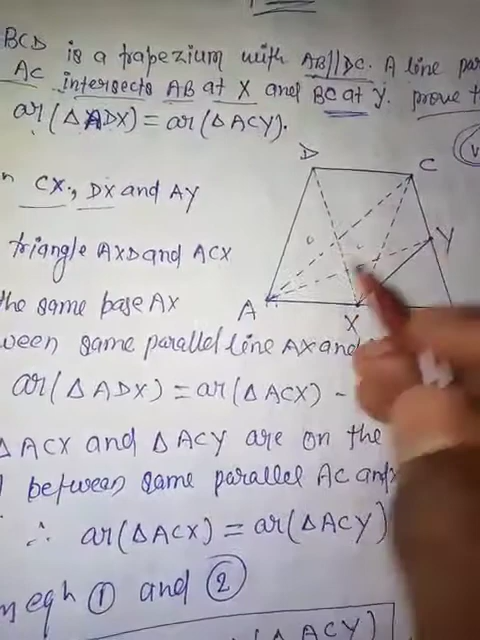 BCD is a trapezium with AB//DC. A line par
AC intersects AB at X and BC at Y. prove t
ar(ΔADX) = ar(ΔACY).
D
C
n CX., DX and AY
Y
triangle AXD and ACX
the same base AX
A
X
ween same parallel line AX and
ar(ΔADX) = ar(ΔACX) -
ΔACX and ΔACY are on the
between same parallel AC and X
∴ ar(ΔACX) = ar(ΔACY)
m eqn ① and ②
ΔACY)